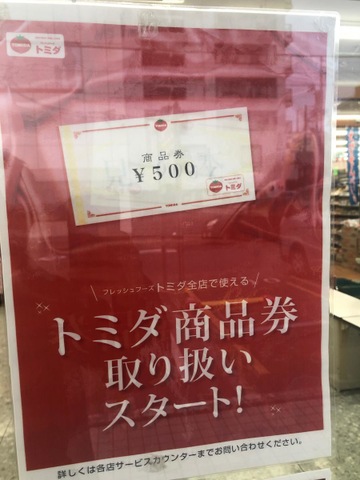 トミダ
商品券
¥500
トミダ
フレッシュフーズトミダ全店で使える
トミダ商品券
取り扱い
スタート!
詳しくは各店サービスカウンターまでお問い合わせください。